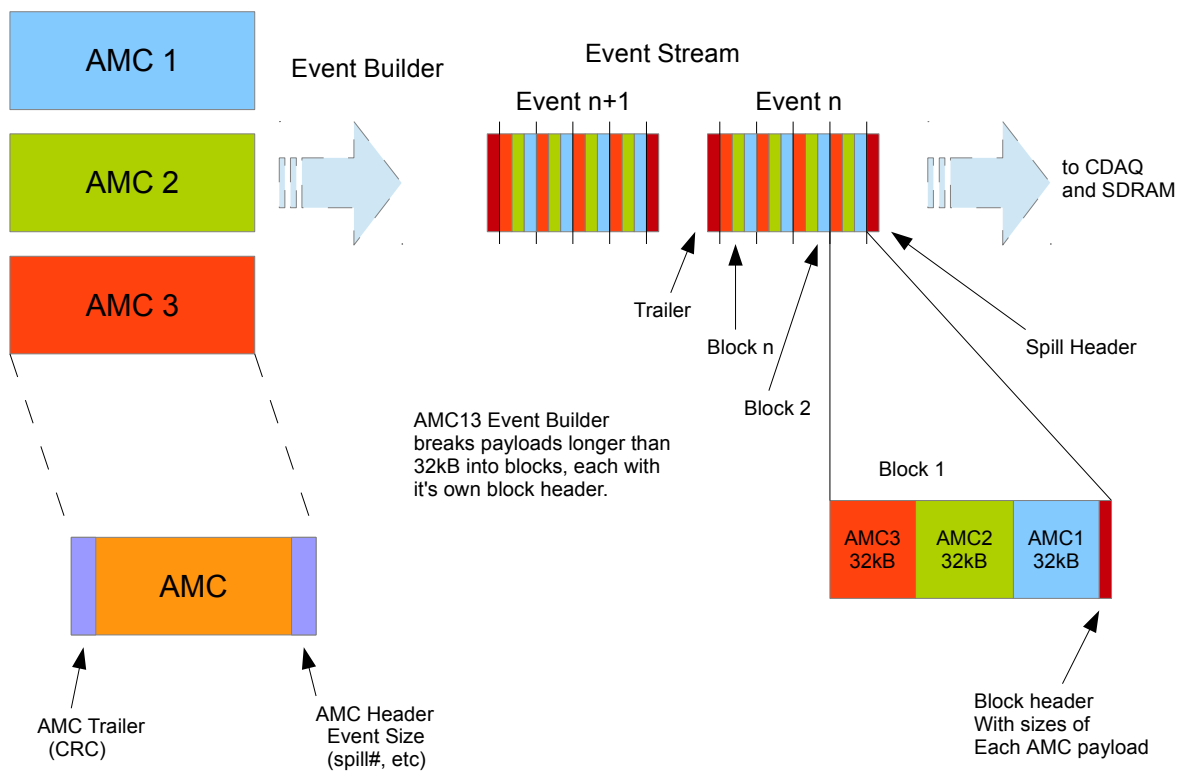 AMC 1
AMC 2
AMC 3
Event Builder
Event Stream
Event n+1
Event n
to CDAQ
and SDRAM
Trailer
Block n
Block 2
Spill Header
AMC13 Event Builder
breaks payloads longer than
32kB into blocks, each with
it's own block header.
Block 1
AMC3
32kB
AMC2
32kB
AMC1
32kB
AMC
AMC Trailer
(CRC)
AMC Header
Event Size
(spill#, etc)
Block header
With sizes of
Each AMC payload